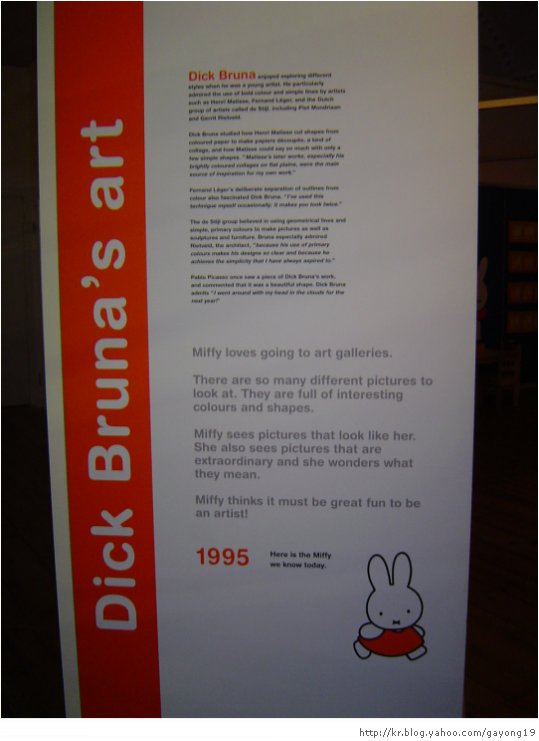 Dick Bruna's art
Dick Bruna enjoyed exploring different
styles when he was a young artist. He particularly
admired the use of bold colour and simple lines by artists
such as Henri Matisse, Fernand Léger, and the Dutch
group of artists called de Stijl, including Piet Mondriaan
and Gerrit Rietveld.
Dick Bruna studied how Henri Matisse cut shapes from
coloured paper to make papiers découpés, a kind of
collage, and how Matisse could say so much with only a
few simple shapes. "Matisse's later works, especially his
brightly coloured collages on flat plains, were the main
source of inspiration for my own work."
Fernand Léger's deliberate separation of outlines from
colour also fascinated Dick Bruna. "I've used this
technique myself occasionally. It makes you look twice."
The de Stijl group believed in using geometrical lines and
simple, primary colours to make pictures as well as
sculptures and furniture. Bruna especially admired
Rietveld, the architect, "because his use of primary
colours makes his designs so clear and because he
achieves the simplicity that I have always aspired to."
Pablo Picasso once saw a piece of Dick Bruna's work,
and commented that it was a beautiful shape. Dick Bruna
admits "I went around with my head in the clouds for the
next year!"
Miffy loves going to art galleries.
There are so many different pictures to
look at. They are full of interesting
colours and shapes.
Miffy sees pictures that look like her.
She also sees pictures that are
extraordinary and she wonders what
they mean.
Miffy thinks it must be great fun to be
an artist!
1995
Here is the Miffy
we know today.
http://kr.blog.yahoo.com/gayong19